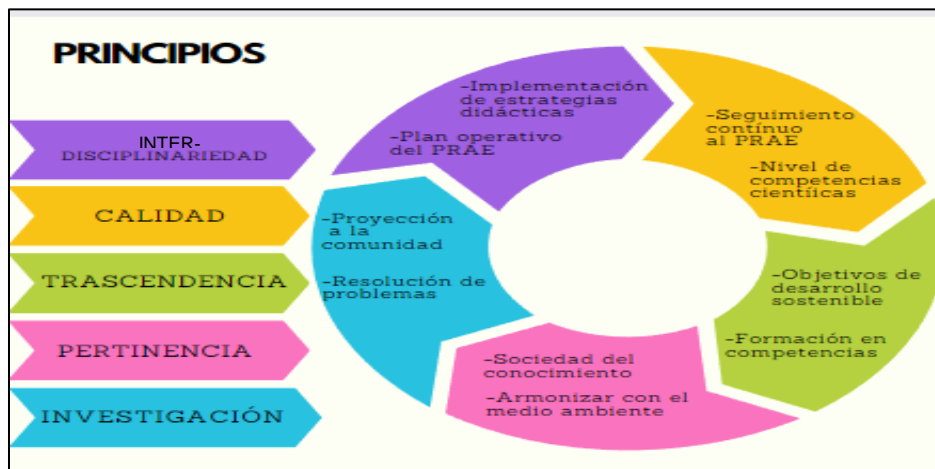 PRINCIPIOS
INTER-
DISCIPLINARIEDAD
CALIDAD
TRASCENDENCIA
PERTINENCIA
INVESTIGACIÓN
-Implementación
de estrategias
didácticas
-Plan operativo
del PRAE
-Seguimiento
contínuo
al PRAE
-Nivel de
competencias
cientíicas
-Objetivos de
desarrollo
sostenible
-Formación en
competencias
-Sociedad del
conocimiento
-Armonizar con el
medio ambiente
-Proyección
a la
comunidad
-Resolución de
problemas